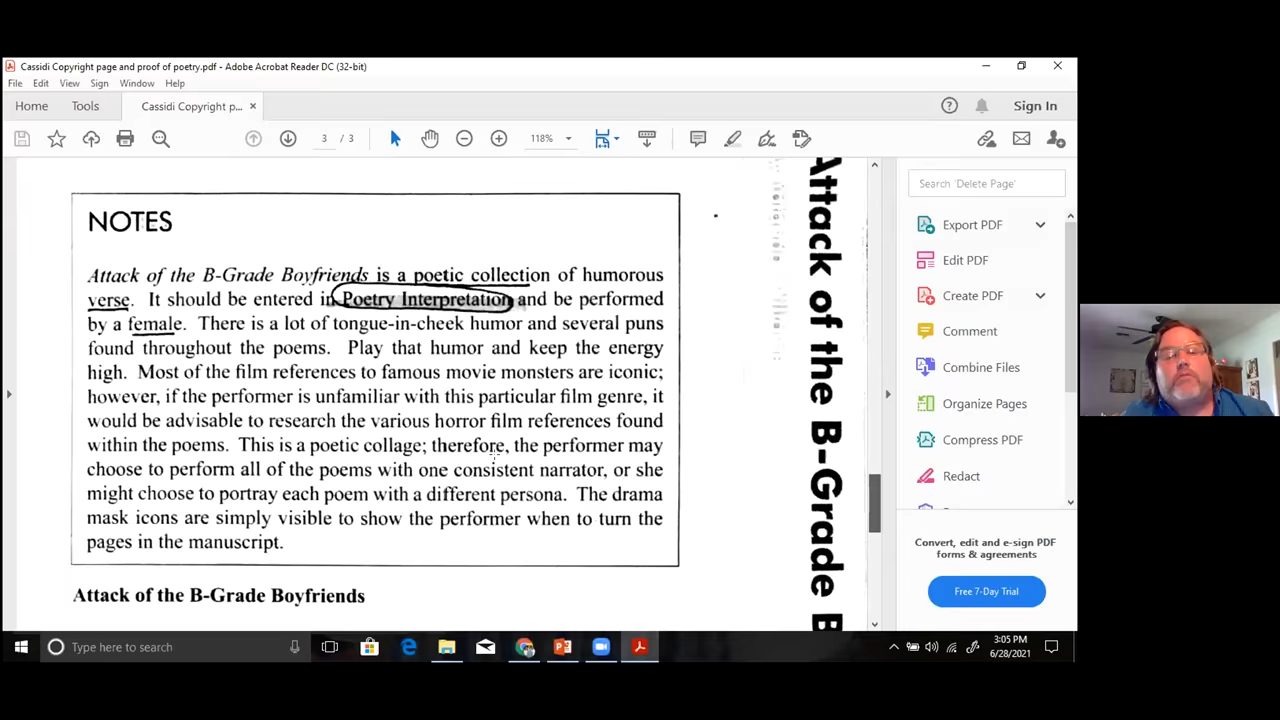 Cassidi Copyright page and proof of poetry.pdf - Adobe Acrobat Reader DC (32-bit)
File Edit View Sign Window Help
Home Tools Cassidi Copyright p... × Sign In
3 / 3 118%
NOTES
Attack of the B-Grade Boyfriends is a poetic collection of humorous
verse. It should be entered in Poetry Interpretation and be performed
by a female. There is a lot of tongue-in-cheek humor and several puns
found throughout the poems. Play that humor and keep the energy
high. Most of the film references to famous movie monsters are iconic;
however, if the performer is unfamiliar with this particular film genre, it
would be advisable to research the various horror film references found
within the poems. This is a poetic collage; therefore, the performer may
choose to perform all of the poems with one consistent narrator, or she
might choose to portray each poem with a different persona. The drama
mask icons are simply visible to show the performer when to turn the
pages in the manuscript.
Attack of the B-Grade Boyfriends
Attack of the B-Grade B
Search 'Delete Page'
Export PDF
Edit PDF
Create PDF
Comment
Combine Files
Organize Pages
Compress PDF
Redact
Convert, edit and e-sign PDF
forms & agreements
Free 7-Day Trial
Type here to search
3:05 PM
6/28/2021